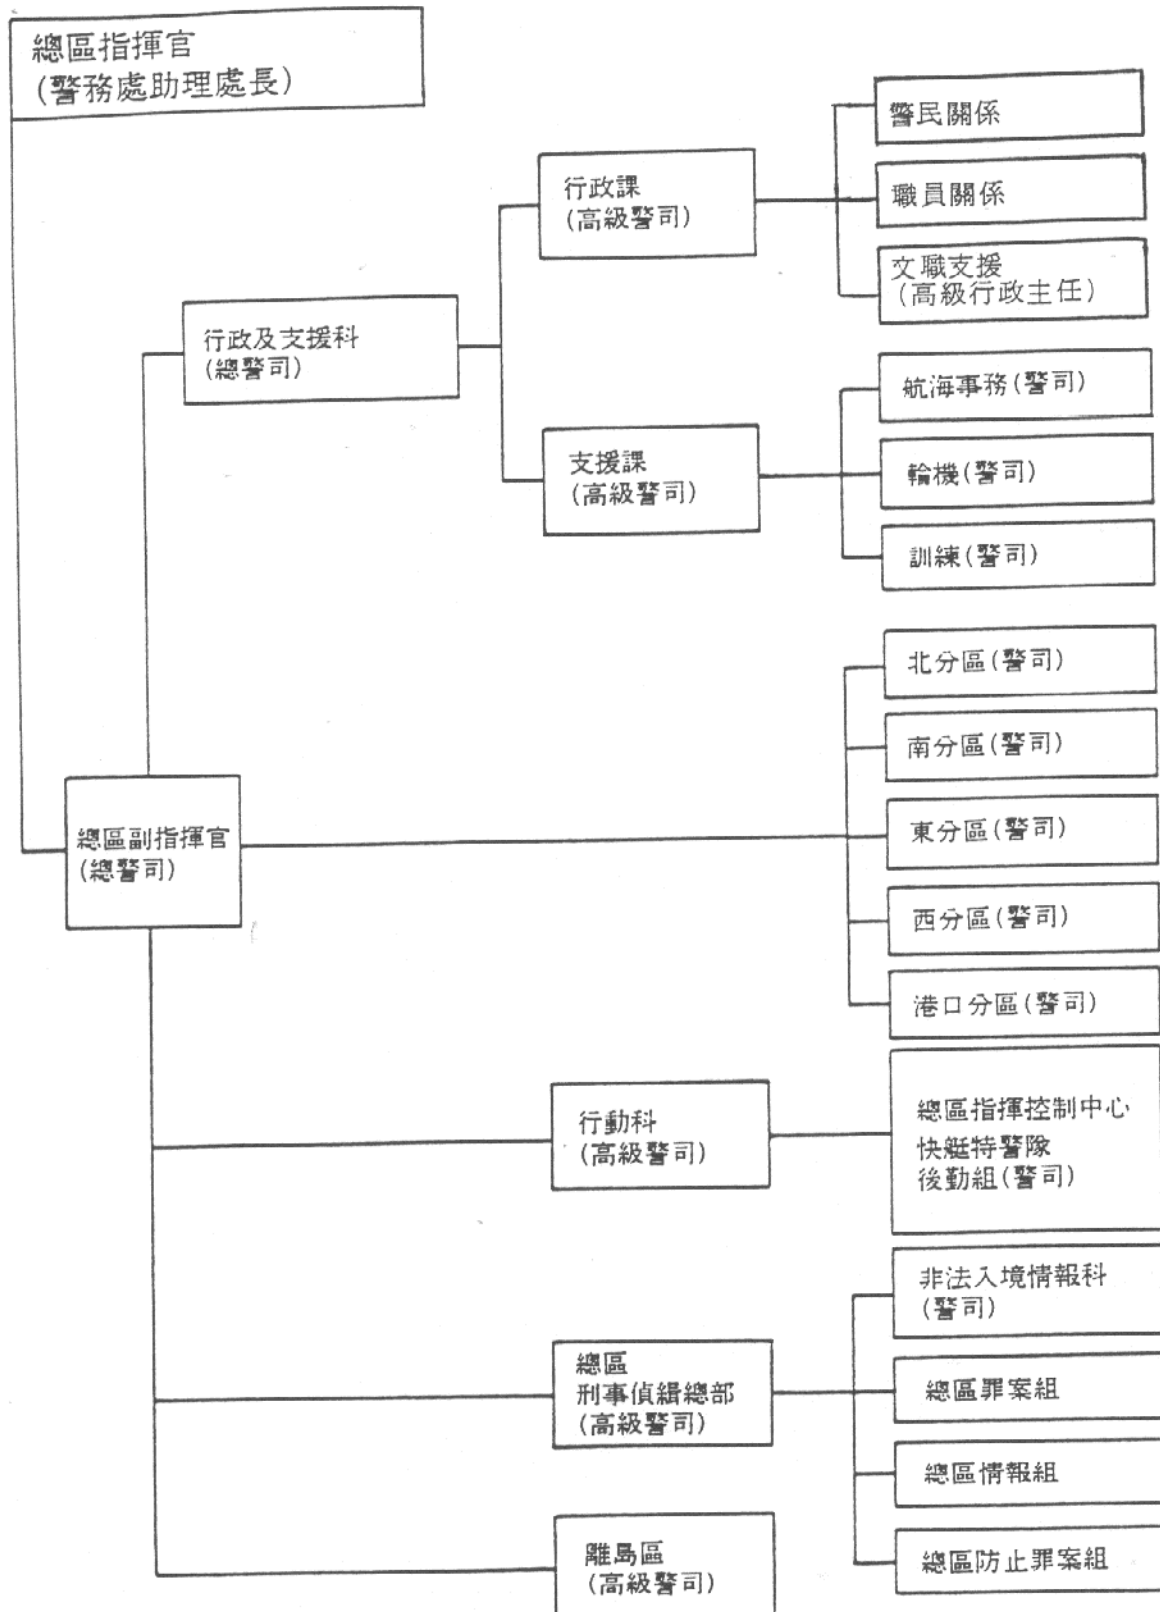 總區指揮官
(警務處助理處長)
警民關係
行政課
(高級警司)
職員關係
文職支援
(高級行政主任)
行政及支援科
(總警司)
航海事務(警司)
支援課
(高級警司)
輪機(警司)
訓練(警司)
北分區(警司)
南分區(警司)
總區副指揮官
(總警司)
東分區(警司)
西分區(警司)
港口分區(警司)
行動科
(高級警司)
總區指揮控制中心
快艇特警隊
後勤組(警司)
非法入境情報科
(警司)
總區
刑事偵緝總部
(高級警司)
總區罪案組
總區情報組
離島區
(高級警司)
總區防止罪案組